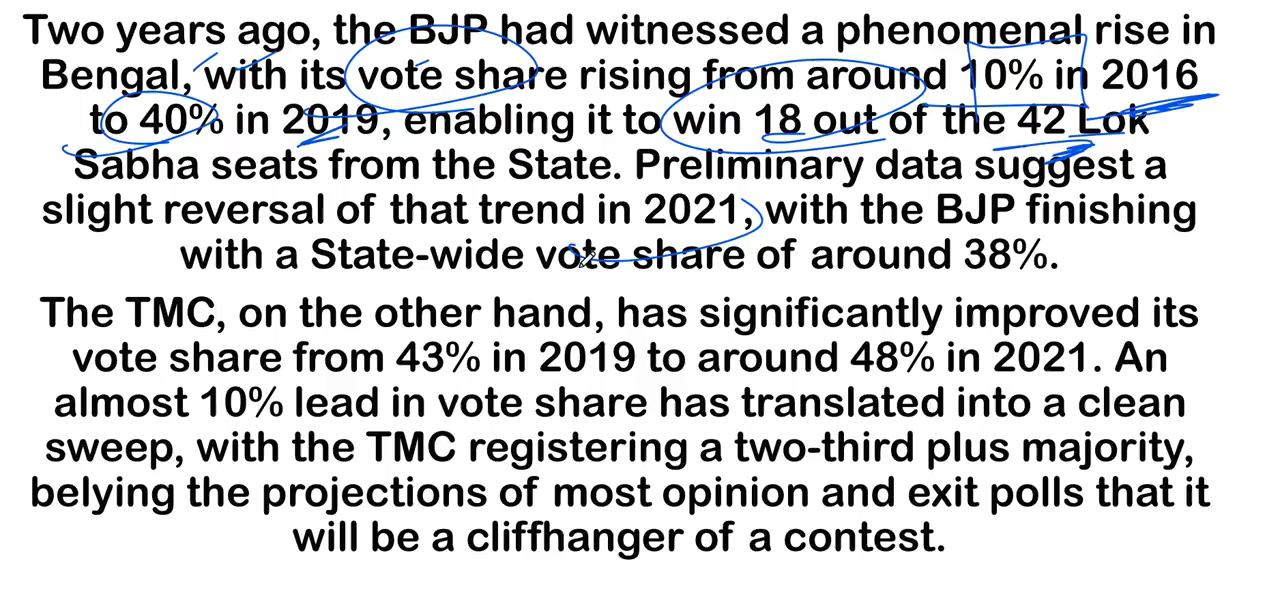 Two years ago, the BJP had witnessed a phenomenal rise in
Bengal, with its vote share rising from around 10% in 2016
to 40% in 2019, enabling it to win 18 out of the 42 Lok
Sabha seats from the State. Preliminary data suggest a
slight reversal of that trend in 2021, with the BJP finishing
with a State-wide vote share of around 38%.
The TMC, on the other hand, has significantly improved its
vote share from 43% in 2019 to around 48% in 2021. An
almost 10% lead in vote share has translated into a clean
sweep, with the TMC registering a two-third plus majority,
belying the projections of most opinion and exit polls that it
will be a cliffhanger of a contest.